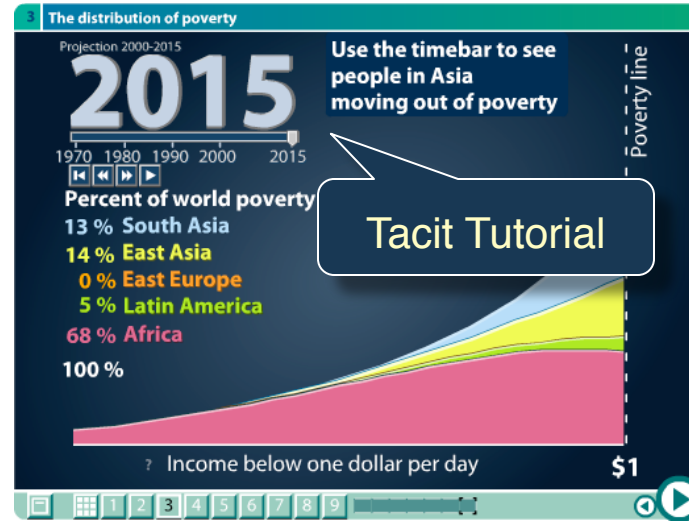 3 The distribution of poverty
Projection 2000-2015
2015
1970 1980 1990 2000 2015
Use the timebar to see
people in Asia
moving out of poverty
Poverty line
Tacit Tutorial
Percent of world poverty
13 % South Asia
14 % East Asia
0 % East Europe
5 % Latin America
68 % Africa
100 %
? Income below one dollar per day
$1
1 2 3 4 5 6 7 8 9